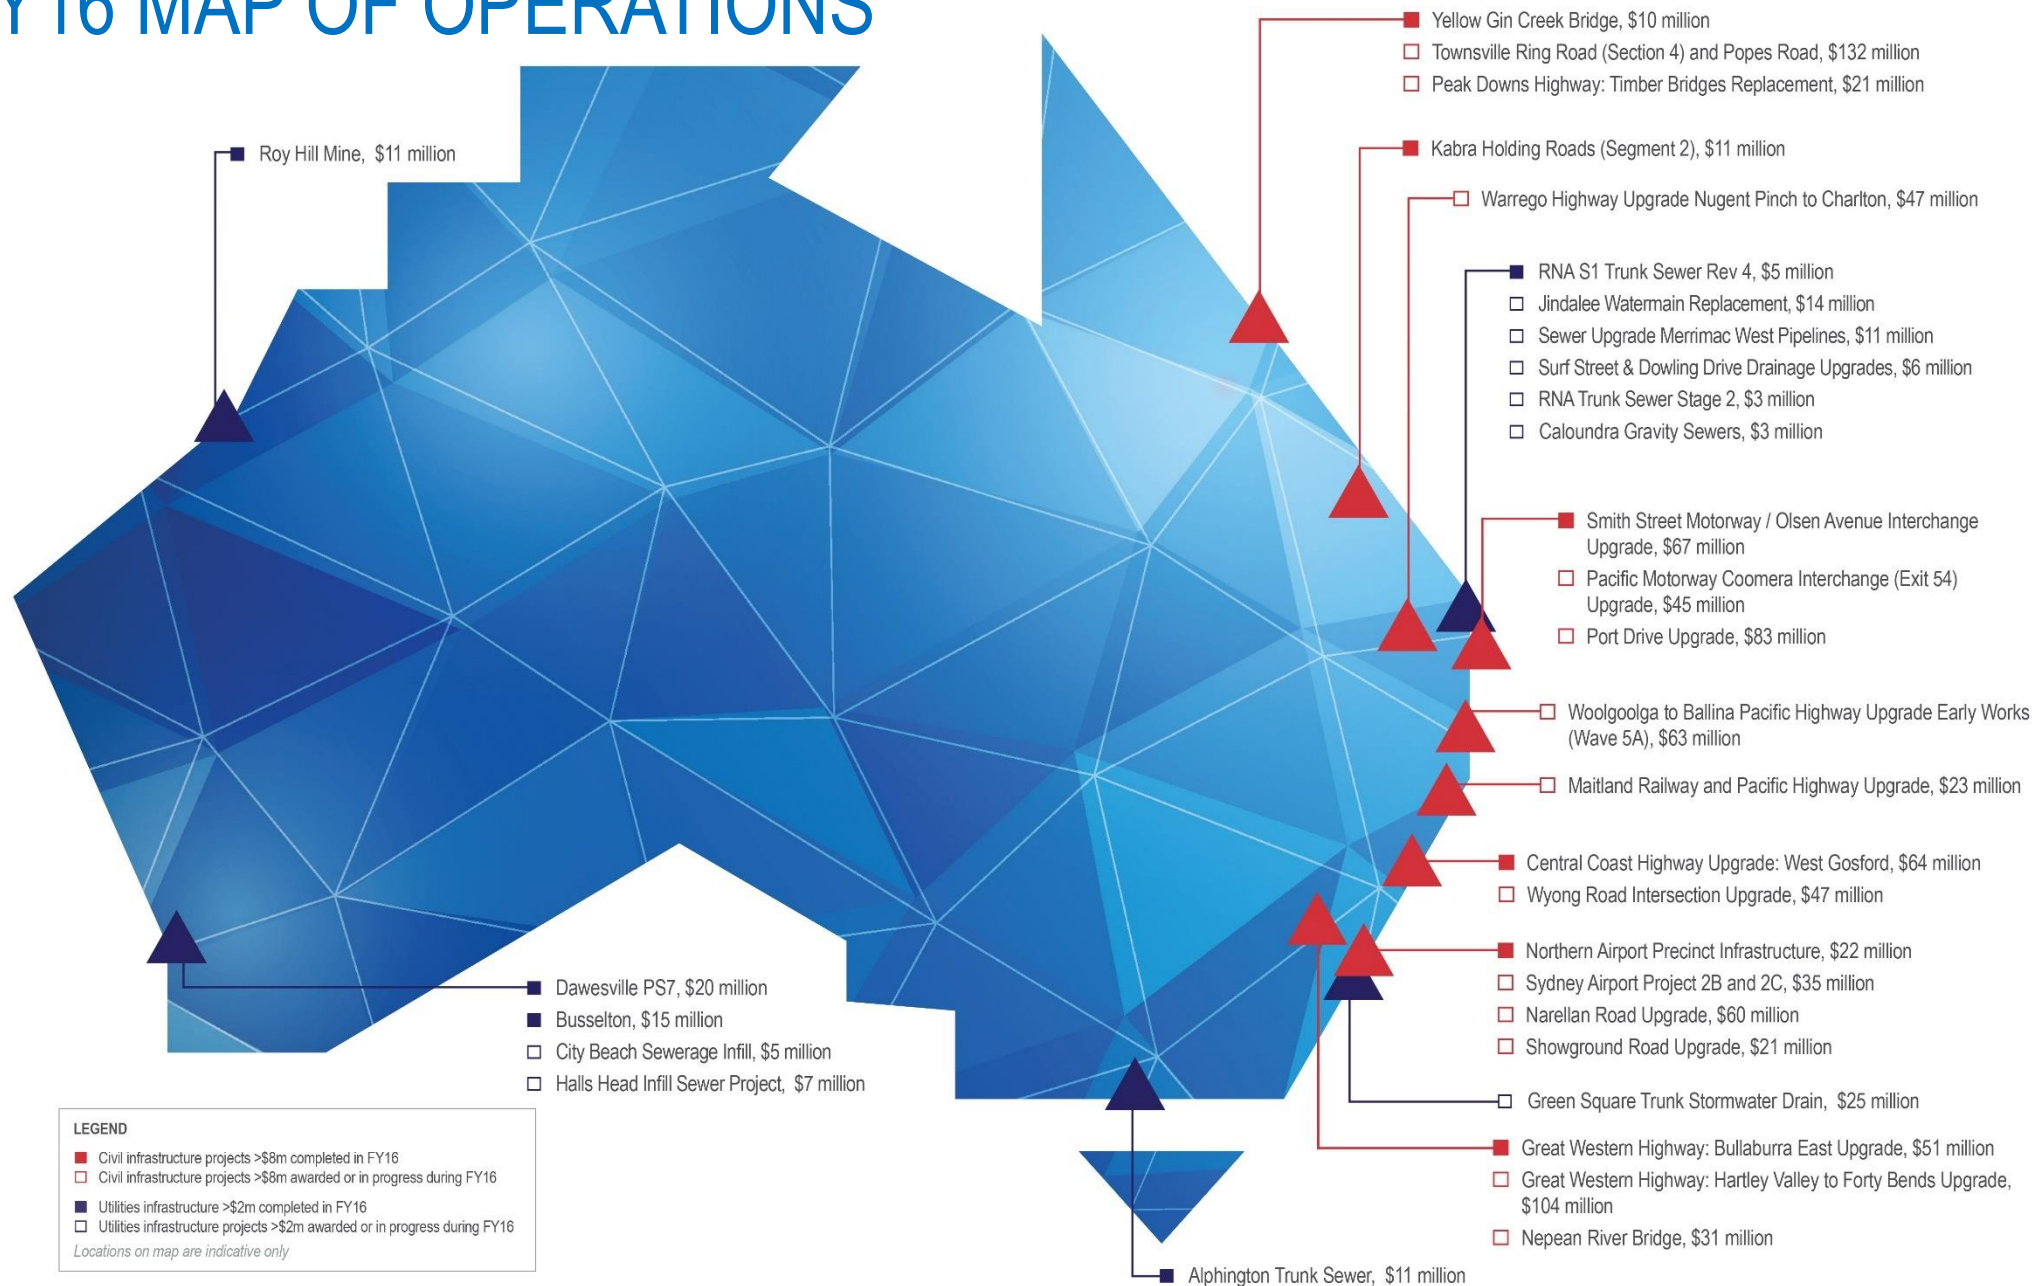 Y16 MAP OF OPERATIONS
Yellow Gin Creek Bridge, $10 million
Townsville Ring Road (Section 4) and Popes Road, $132 million
Peak Downs Highway: Timber Bridges Replacement, $21 million
Roy Hill Mine, $11 million
Kabra Holding Roads (Segment 2), $11 million
Warrego Highway Upgrade Nugent Pinch to Charlton, $47 million
RNA S1 Trunk Sewer Rev 4, $5 million
Jindalee Watermain Replacement, $14 million
Sewer Upgrade Merrimac West Pipelines, $11 million
Surf Street & Dowling Drive Drainage Upgrades, $6 million
RNA Trunk Sewer Stage 2, $3 million
Caloundra Gravity Sewers, $3 million
Smith Street Motorway / Olsen Avenue Interchange
Upgrade, $67 million
Pacific Motorway Coomera Interchange (Exit 54)
Upgrade, $45 million
Port Drive Upgrade, $83 million
Woolgoolga to Ballina Pacific Highway Upgrade Early Works
(Wave 5A), $63 million
Maitland Railway and Pacific Highway Upgrade, $23 million
Central Coast Highway Upgrade: West Gosford, $64 million
Wyong Road Intersection Upgrade, $47 million
Northern Airport Precinct Infrastructure, $22 million
Sydney Airport Project 2B and 2C, $35 million
Narellan Road Upgrade, $60 million
Showground Road Upgrade, $21 million
Dawesville PS7, $20 million
Busselton, $15 million
City Beach Sewerage Infill, $5 million
Halls Head Infill Sewer Project, $7 million
Green Square Trunk Stormwater Drain, $25 million
Great Western Highway: Bullaburra East Upgrade, $51 million
Great Western Highway: Hartley Valley to Forty Bends Upgrade,
$104 million
Nepean River Bridge, $31 million
Alphington Trunk Sewer, $11 million
LEGEND
Civil infrastructure projects >$8m completed in FY16
Civil infrastructure projects >$8m awarded or in progress during FY16
Utilities infrastructure >$2m completed in FY16
Utilities infrastructure projects >$2m awarded or in progress during FY16
Locations on map are indicative only